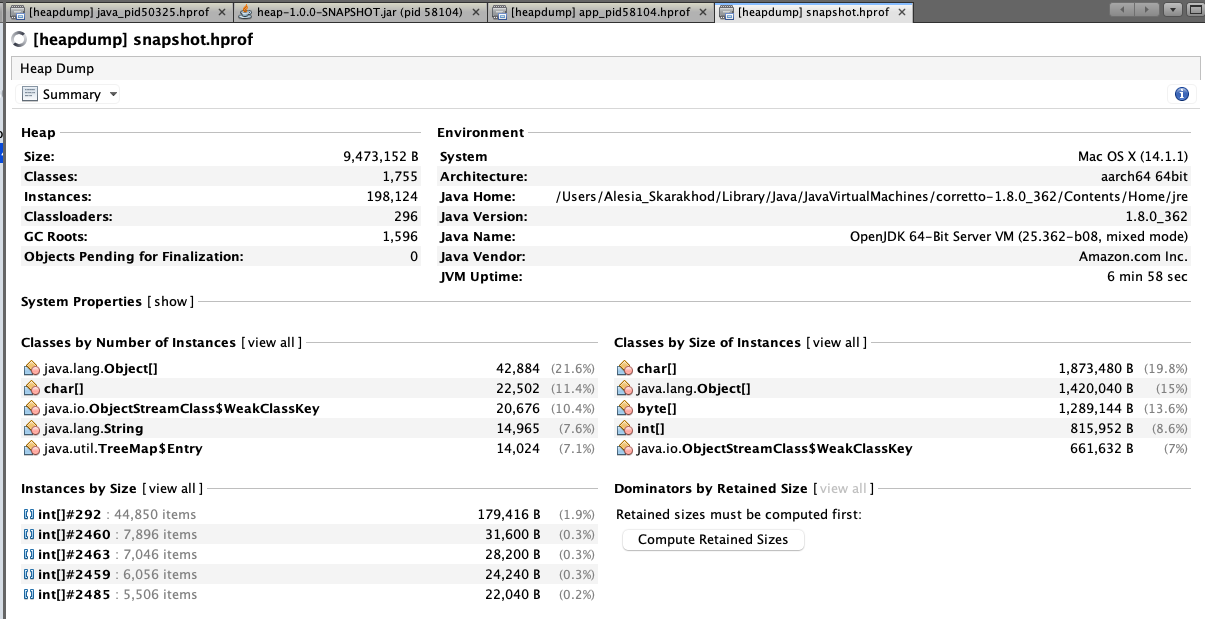 [heapdump] java_pid50325.hprof heap-1.0.0-SNAPSHOT.jar (pid 58104) [heapdump] app_pid58104.hprof [heapdump] snapshot.hprof
[heapdump] snapshot.hprof
Heap Dump
Summary
Heap
Size: 9,473,152 B
Classes: 1,755
Instances: 198,124
Classloaders: 296
GC Roots: 1,596
Objects Pending for Finalization: 0
Environment
System Mac OS X (14.1.1)
Architecture: aarch64 64bit
Java Home: /Users/Alesia_Skarakhod/Library/Java/JavaVirtualMachines/corretto-1.8.0_362/Contents/Home/jre
Java Version: 1.8.0_362
Java Name: OpenJDK 64-Bit Server VM (25.362-b08, mixed mode)
Java Vendor: Amazon.com Inc.
JVM Uptime: 6 min 58 sec
System Properties [ show ]
Classes by Number of Instances [ view all ]
java.lang.Object[] 42,884 (21.6%)
char[] 22,502 (11.4%)
java.io.ObjectStreamClass$WeakClassKey 20,676 (10.4%)
java.lang.String 14,965 (7.6%)
java.util.TreeMap$Entry 14,024 (7.1%)
Classes by Size of Instances [ view all ]
char[] 1,873,480 B (19.8%)
java.lang.Object[] 1,420,040 B (15%)
byte[] 1,289,144 B (13.6%)
int[] 815,952 B (8.6%)
java.io.ObjectStreamClass$WeakClassKey 661,632 B (7%)
Instances by Size [ view all ]
int[]#292 : 44,850 items 179,416 B (1.9%)
int[]#2460 : 7,896 items 31,600 B (0.3%)
int[]#2463 : 7,046 items 28,200 B (0.3%)
int[]#2459 : 6,056 items 24,240 B (0.3%)
int[]#2485 : 5,506 items 22,040 B (0.2%)
Dominators by Retained Size [ view all ]
Retained sizes must be computed first:
Compute Retained Sizes